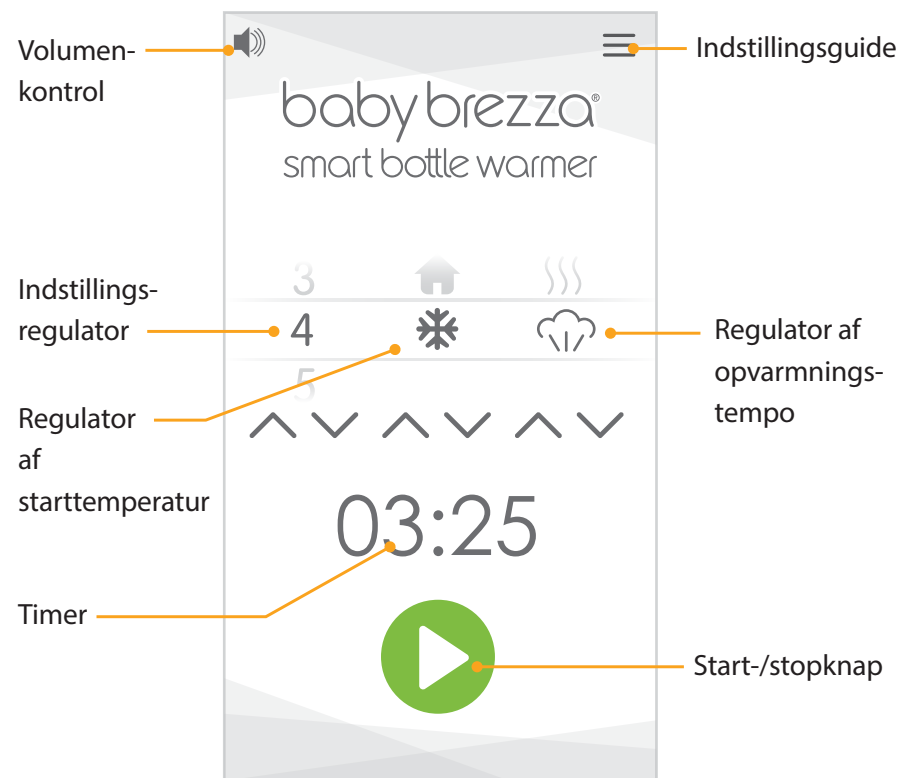 Volumen-
kontrol
Indstillingsguide
baby brezza®
smart bottle warmer
3
Indstillings-
regulator
4
Regulator af
opvarmnings-
tempo
5
Regulator
af
starttemperatur
03:25
Timer
Start-/stopknap